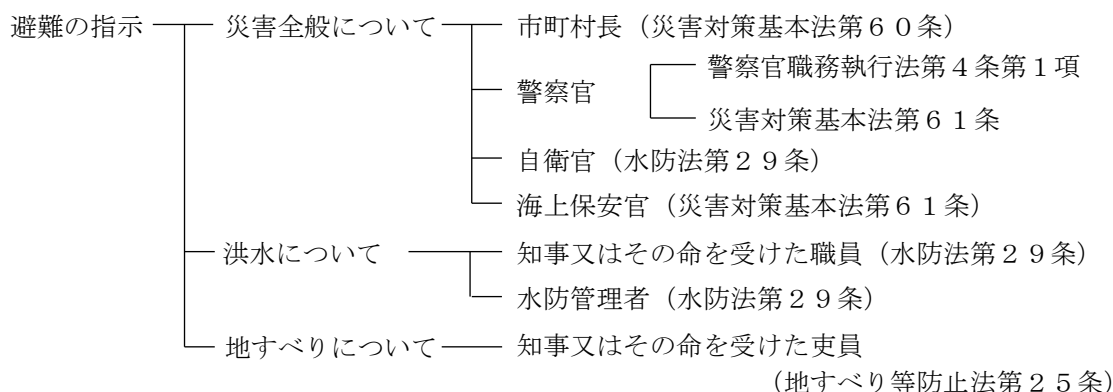 避難の指示 災害全般について 市町村長（災害対策基本法第６０条）
警察官職務執行法第４条第１項
警察官
災害対策基本法第６１条
自衛官（水防法第２９条）
海上保安官（災害対策基本法第６１条）
洪水について 知事又はその命を受けた職員（水防法第２９条）
水防管理者（水防法第２９条）
地すべりについて 知事又はその命を受けた吏員
（地すべり等防止法第２５条）